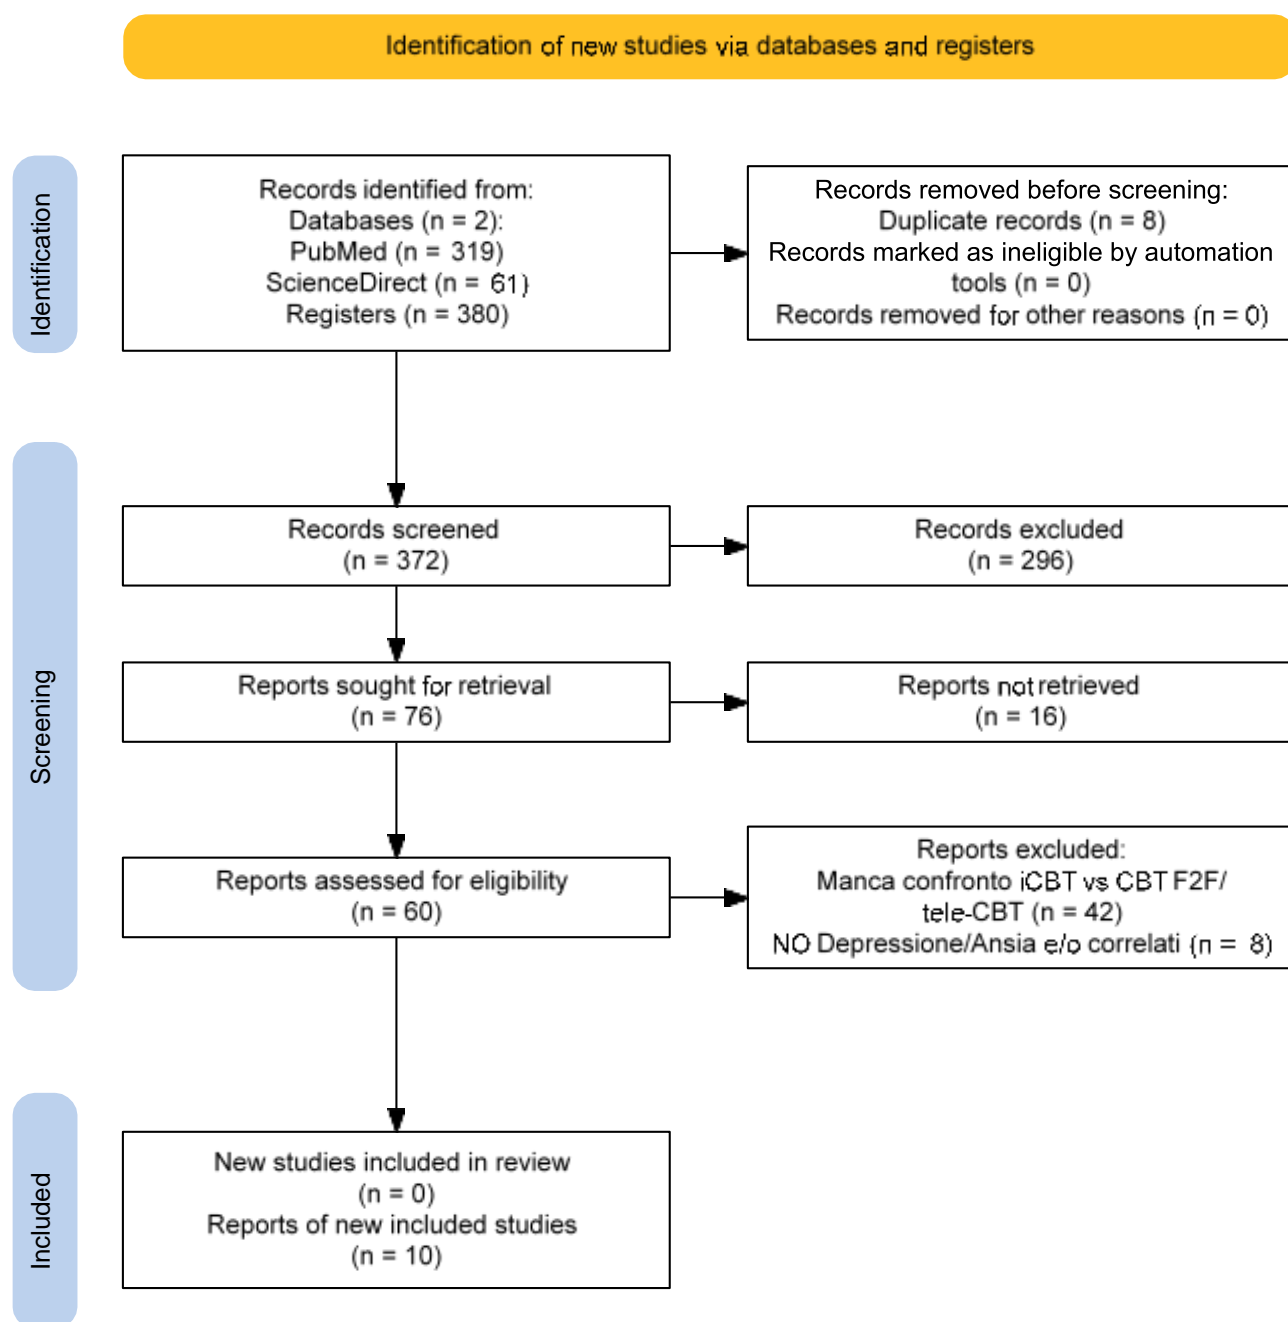 Identification of new studies via databases and registers
Identification
Records identified from:
Databases (n = 2):
PubMed (n = 319)
ScienceDirect (n = 61)
Registers (n = 380)
Records removed before screening:
Duplicate records (n = 8)
Records marked as ineligible by automation
tools (n = 0)
Records removed for other reasons (n = 0)
Screening
Records screened
(n = 372)
Records excluded
(n = 296)
Reports sought for retrieval
(n = 76)
Reports not retrieved
(n = 16)
Reports assessed for eligibility
(n = 60)
Reports excluded:
Manca confronto iCBT vs CBT F2F/
tele-CBT (n = 42)
NO Depressione/Ansia e/o correlati (n = 8)
Included
New studies included in review
(n = 0)
Reports of new included studies
(n = 10)